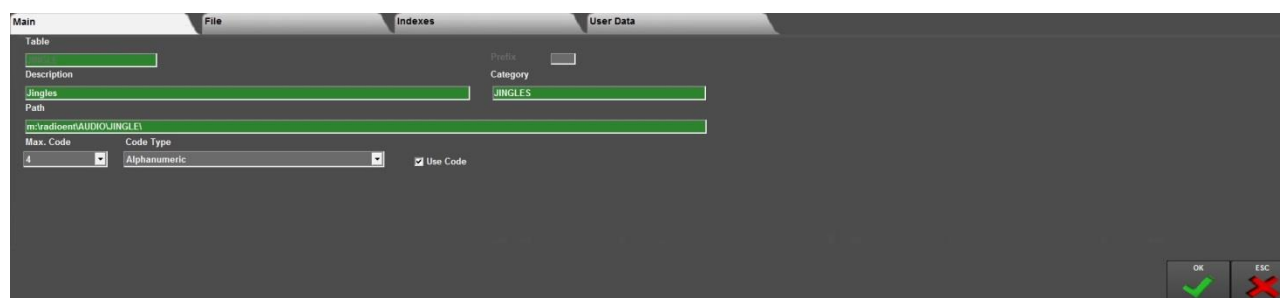 Main File Indexes User Data
Table
JINGLE Prefix
Description Category
Jingles JINGLES
Path
m:\radioent\AUDIO\JINGLE\
Max. Code Code Type
4 Alphanumeric Use Code
OK ESC